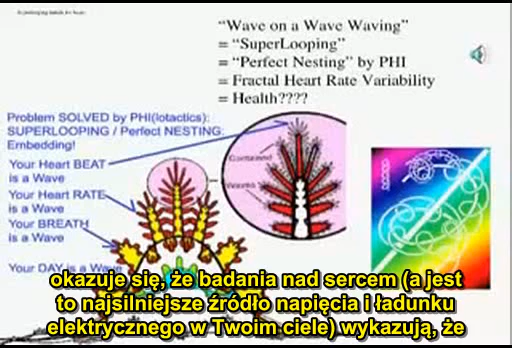 "Wave on a Wave Waving"
= "SuperLooping"
= "Perfect Nesting" by PHI
= Fractal Heart Rate Variability
= Health????
Problem SOLVED by PHI(lotactics):
SUPERLOOPING / Perfect NESTING:
Embedding!
Your Heart BEAT
is a Wave
Your Heart RATE
is a Wave
Your BREATH
is a Wave
Your DAY is a Wave
okazuje się, że badania nad sercem (a jest
to najsilniejsze źródło napięcia i ładunku
elektrycznego w Twoim ciele) wykazują, że